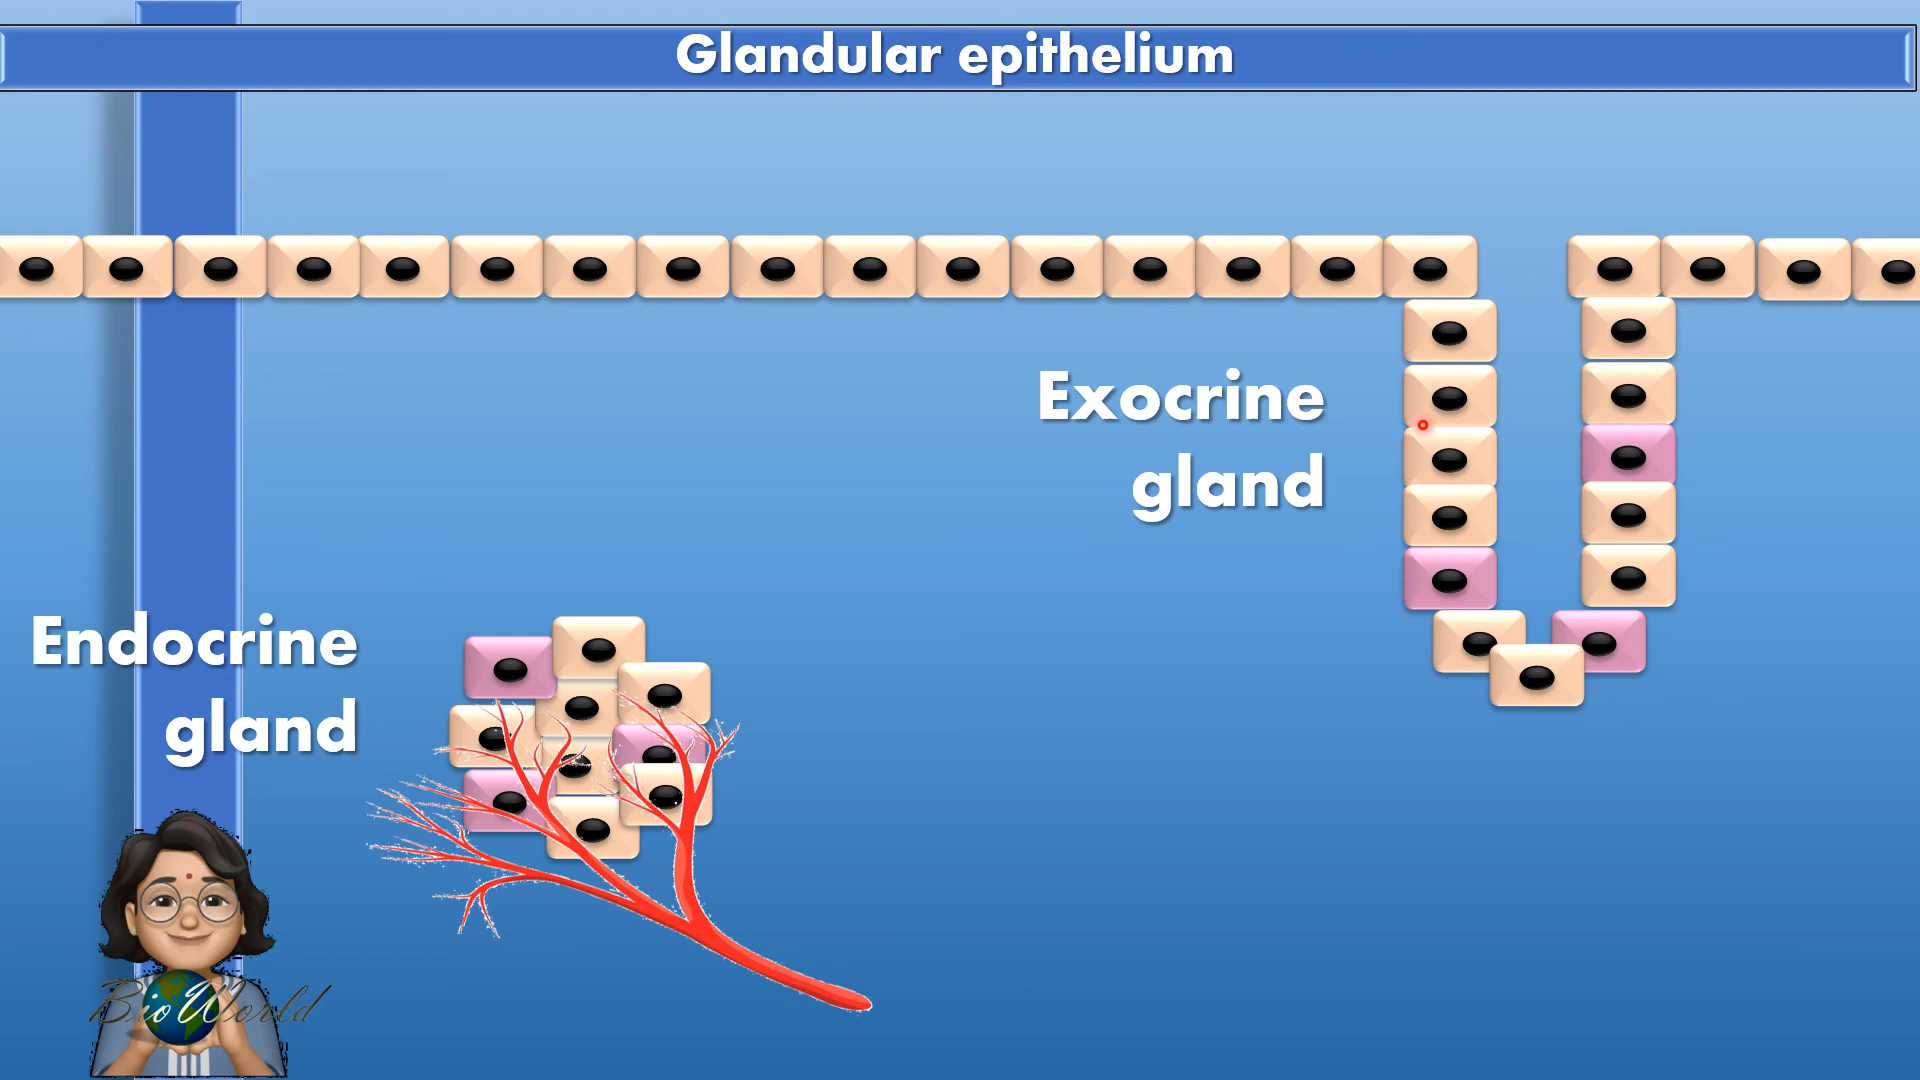 Glandular epithelium
Exocrine
gland
Endocrine
gland
BioWorld